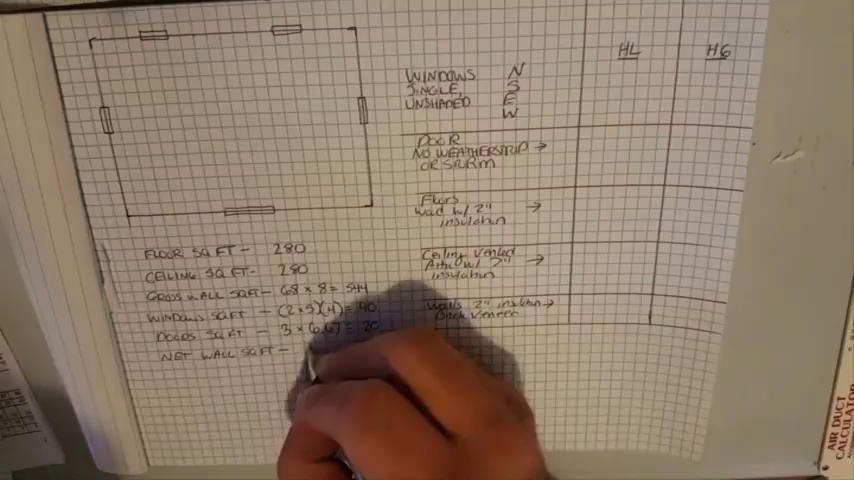 HL HG
WINDOWS N
SINGLE, S
UNSHADED E
W
DOOR
NO WEATHERSTRIP →
OR STORM
Floors
Wood w/ 2" →
insulation
Ceiling Vented
Attic w/ 2" →
insulation
Walls 2" insulation →
Brick Veneer
FLOOR SQ FT - 280
CEILING SQ FT - 280
GROSS WALL SQFT - 68 x 8 = 544
WINDOWS SQFT - (2 x 5)(4) = 40
DOORS SQFT - 3 x 6.67 = 20
NET WALL SQFT -
AIR DUCT
CALCULATOR